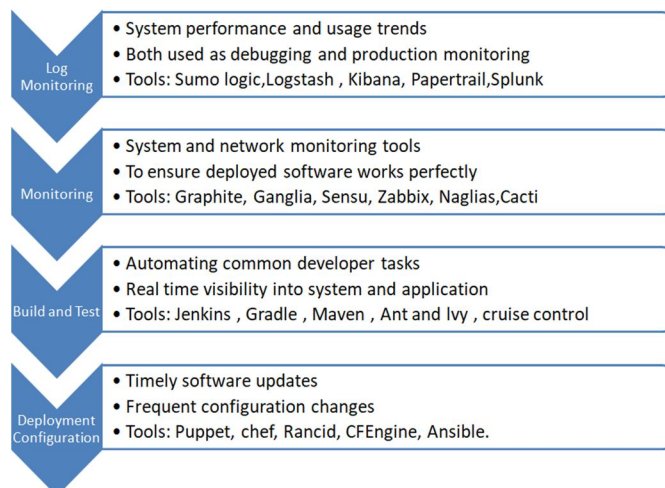 Log
Monitoring
• System performance and usage trends
• Both used as debugging and production monitoring
• Tools: Sumo logic,Logstash , Kibana, Papertrail,Splunk
Monitoring
• System and network monitoring tools
• To ensure deployed software works perfectly
• Tools: Graphite, Ganglia, Sensu, Zabbix, Naglias,Cacti
Build and Test
• Automating common developer tasks
• Real time visibility into system and application
• Tools: Jenkins , Gradle , Maven , Ant and Ivy , cruise control
Deployment
Configuration
• Timely software updates
• Frequent configuration changes
• Tools: Puppet, chef, Rancid, CFEngine, Ansible.